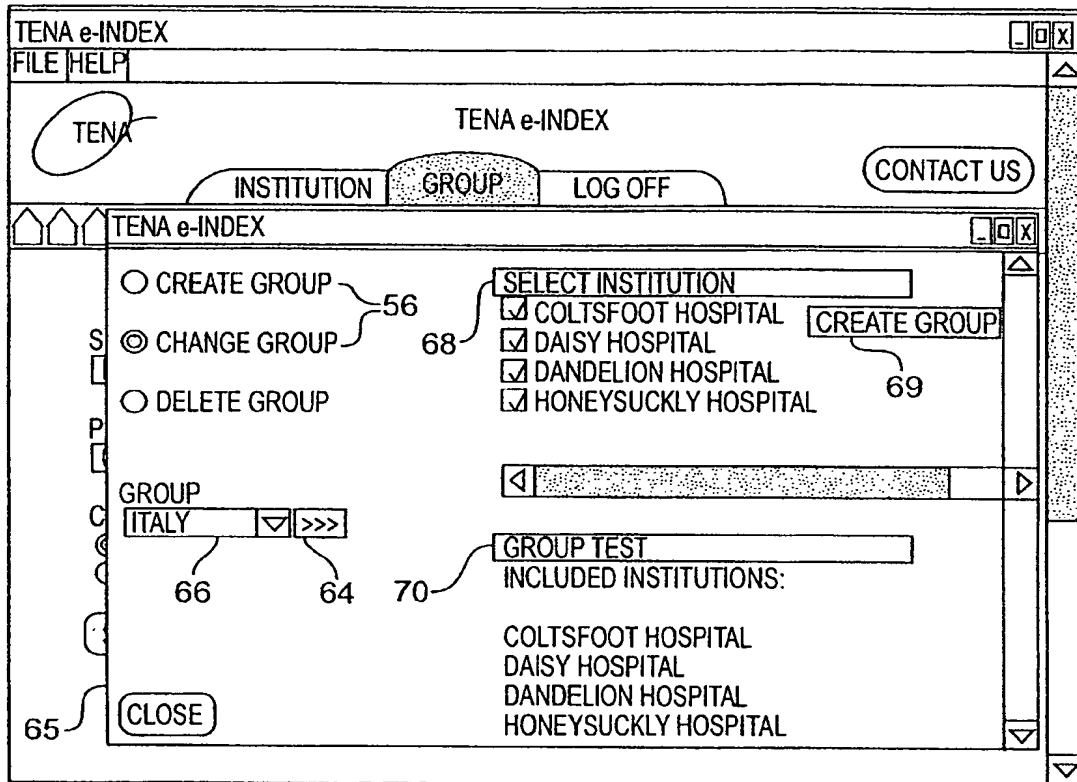 TENA e-INDEX
FILE HELP
TENA
TENA e-INDEX
CONTACT US
INSTITUTION GROUP LOG OFF
TENA e-INDEX
CREATE GROUP
56
CHANGE GROUP
DELETE GROUP
68
SELECT INSTITUTION
COLTSFOOT HOSPITAL
DAISY HOSPITAL
DANDELION HOSPITAL
HONEYSUCKLY HOSPITAL
CREATE GROUP
69
S
P
C
GROUP
ITALY >>>
66 64
70
GROUP TEST
INCLUDED INSTITUTIONS:
COLTSFOOT HOSPITAL
DAISY HOSPITAL
DANDELION HOSPITAL
HONEYSUCKLY HOSPITAL
65
CLOSE